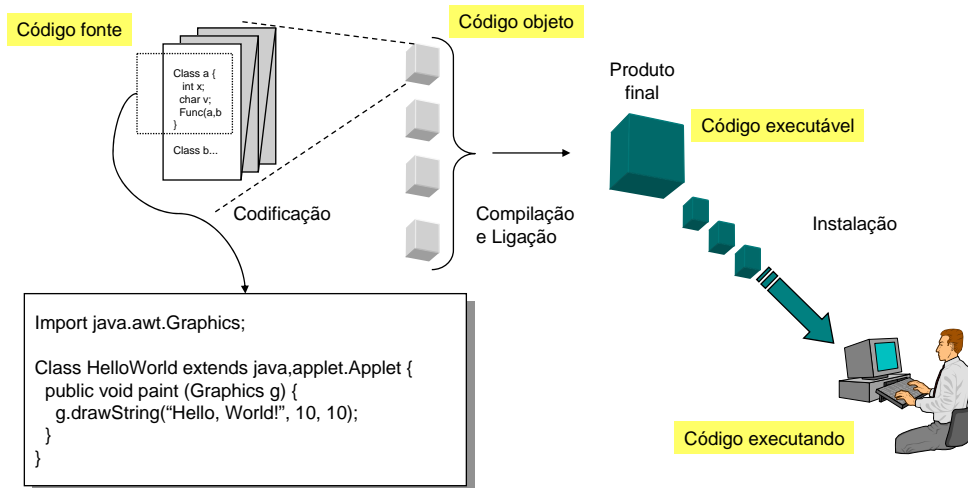 Código fonte
Class a {
int x;
char v;
Func(a,b
}
Class b...
Código objeto
Produto
final
Código executável
Codificação
Compilação
e Ligação
Instalação
Import java.awt.Graphics;
Class HelloWorld extends java,applet.Applet {
public void paint (Graphics g) {
g.drawString(“Hello, World!”, 10, 10);
}
}
Código executando